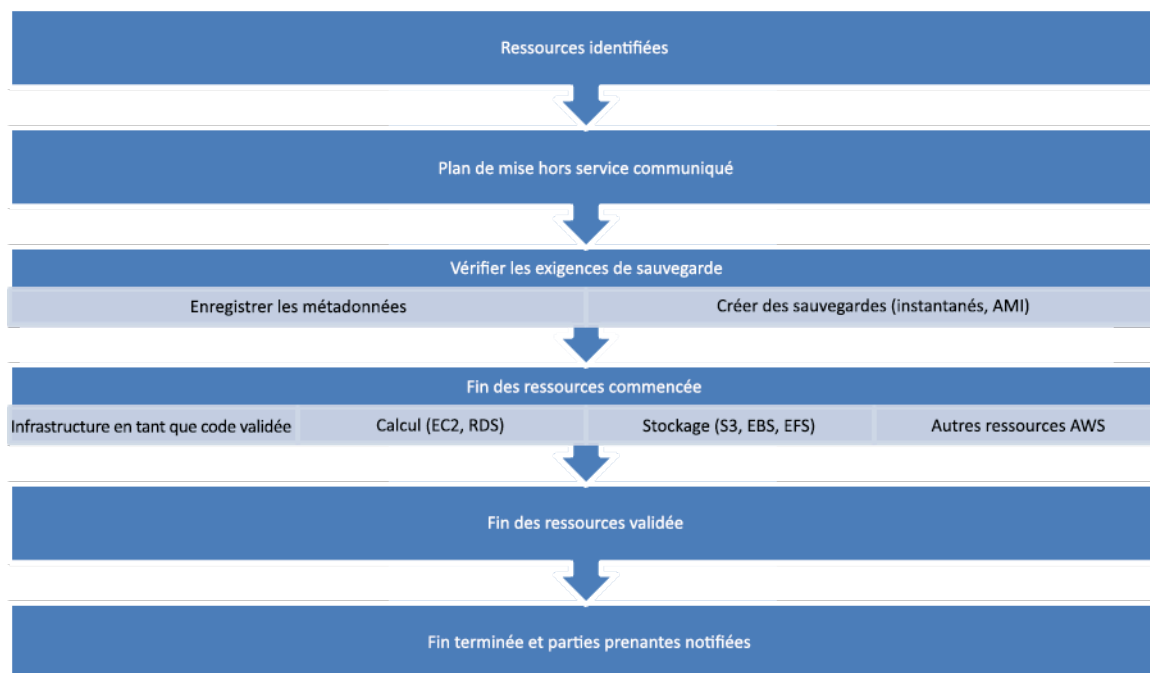 Ressources identifiées
Plan de mise hors service communiqué
Vérifier les exigences de sauvegarde
Enregistrer les métadonnées
Créer des sauvegardes (instantanés, AMI)
Fin des ressources commencée
Infrastructure en tant que code validée
Calcul (EC2, RDS)
Stockage (S3, EBS, EFS)
Autres ressources AWS
Fin des ressources validée
Fin terminée et parties prenantes notifiées